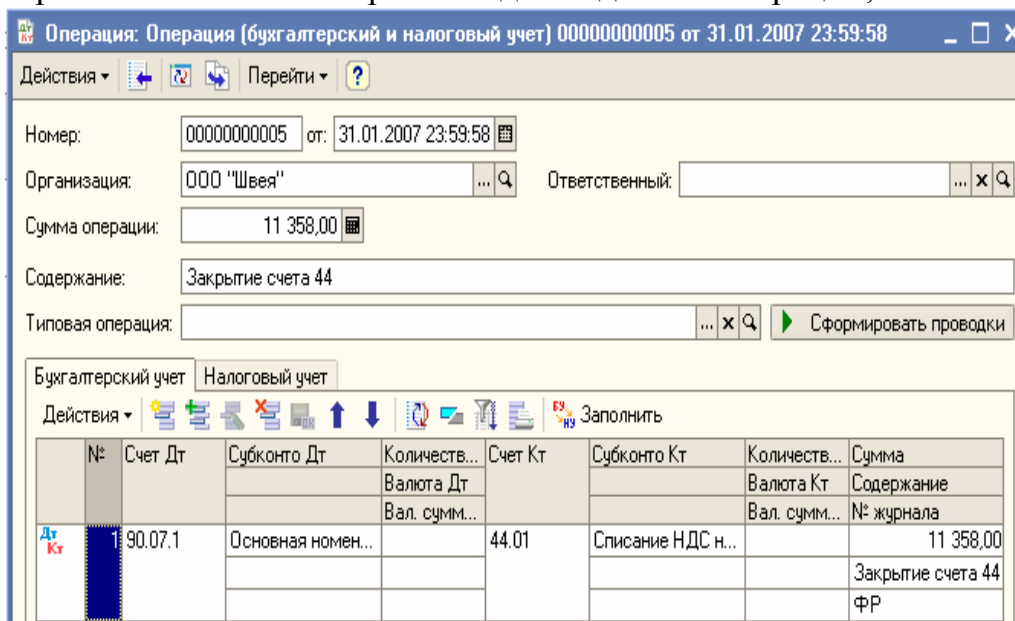 Операция: Операция (бухгалтерский и налоговый учет) 00000000005 от 31.01.2007 23:59:58
Действия Перейти ?
Номер: 00000000005 от: 31.01.2007 23:59:58
Организация: ООО "Швея" ... Ответственный: ... x
Сумма операции: 11 358,00
Содержание: Закрытие счета 44
Типовая операция: ... x Сформировать проводки
Бухгалтерский учет Налоговый учет
Действия Заполнить
№ Счет Дт Субконто Дт Количеств... Счет Кт Субконто Кт Количеств... Сумма
Валюта Дт Валюта Кт Содержание
Вал. сумм... Вал. сумм... № журнала
Дт Кт 1 90.07.1 Основная номен... 44.01 Списание НДС н... 11 358,00
Закрытие счета 44
ФР